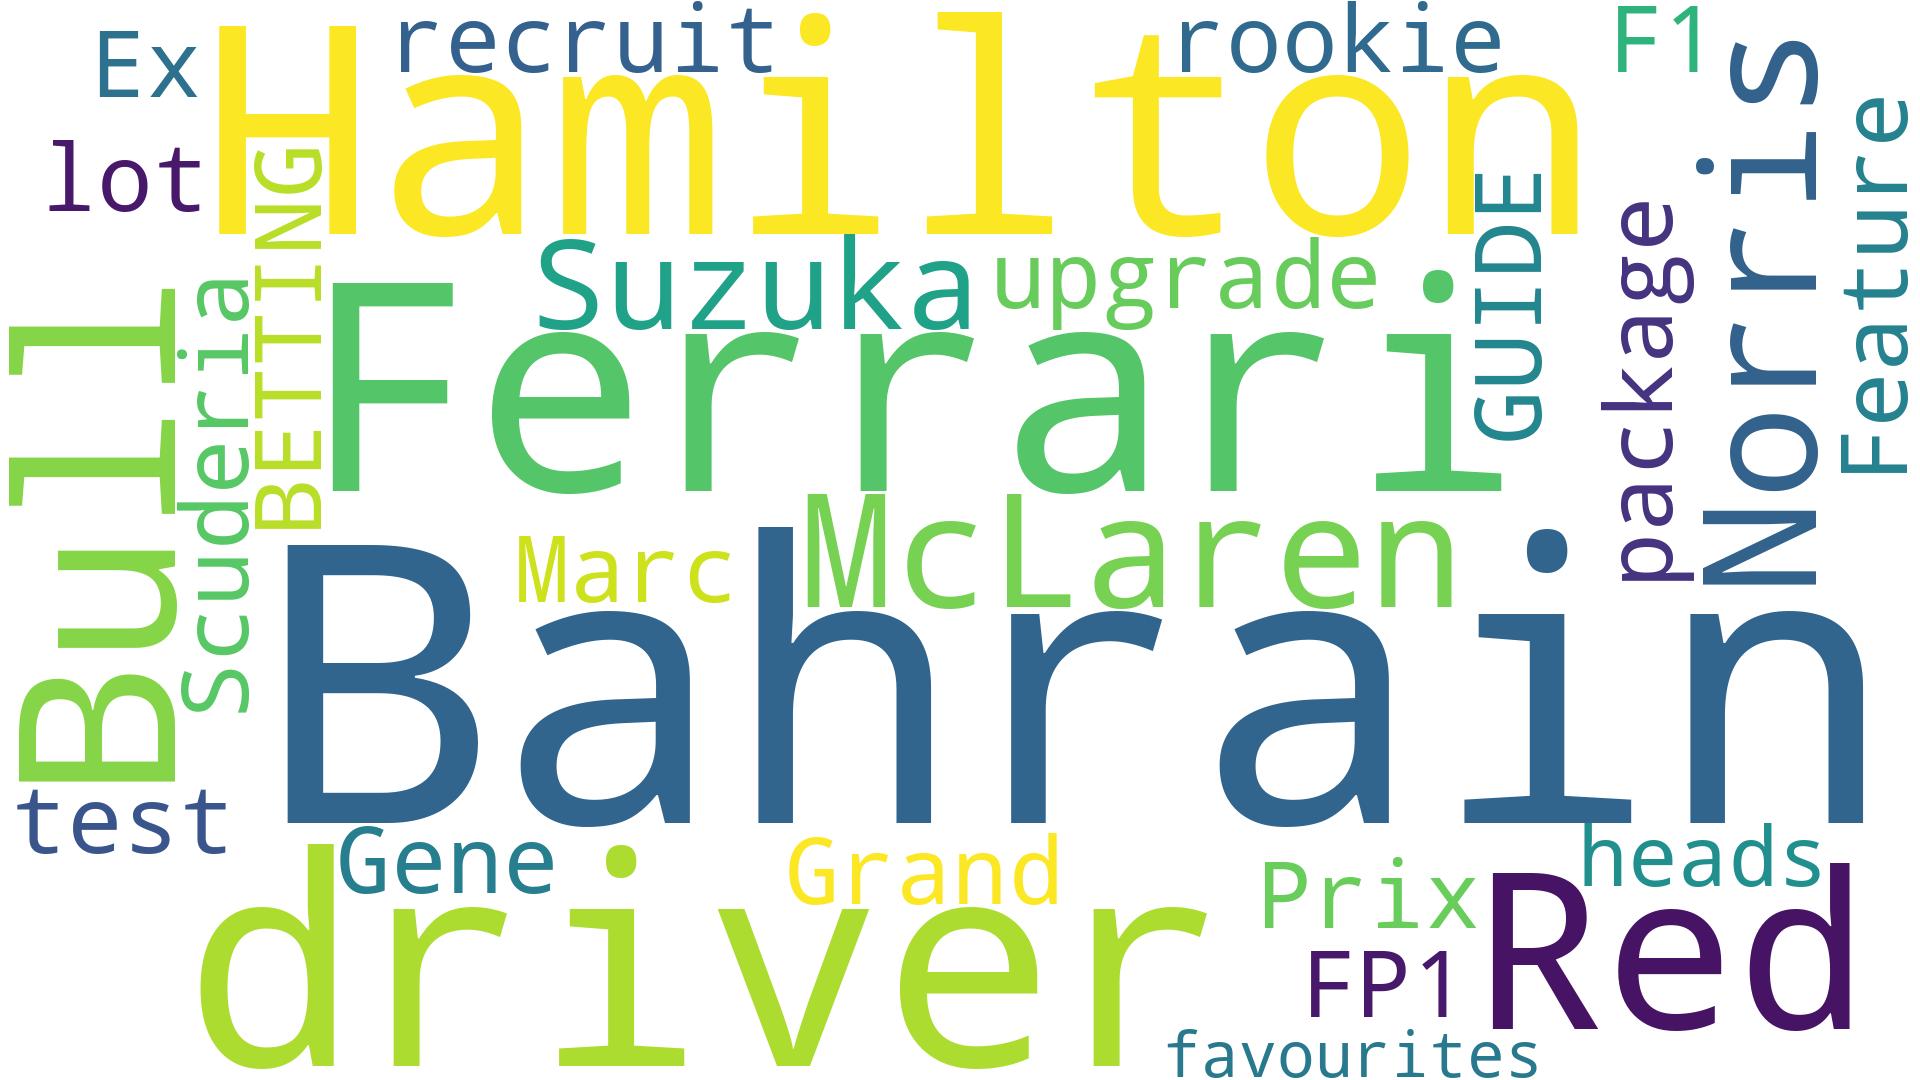 Ex
recruit
rookie
F1
Hamilton
lot
BETTING
Norris
Feature
GUIDE
package
Suzuka
upgrade
Bull
Scuderia
Ferrari
Marc
McLaren
Bahrain
test
Gene
Grand
Prix
heads
driver
FP1
Red
favourites